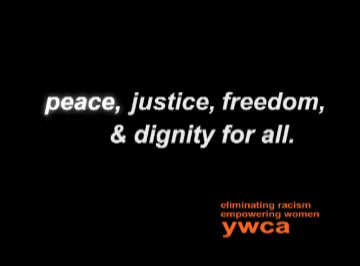 peace, justice, freedom,
& dignity for all.
eliminating racism
empowering women
ywca